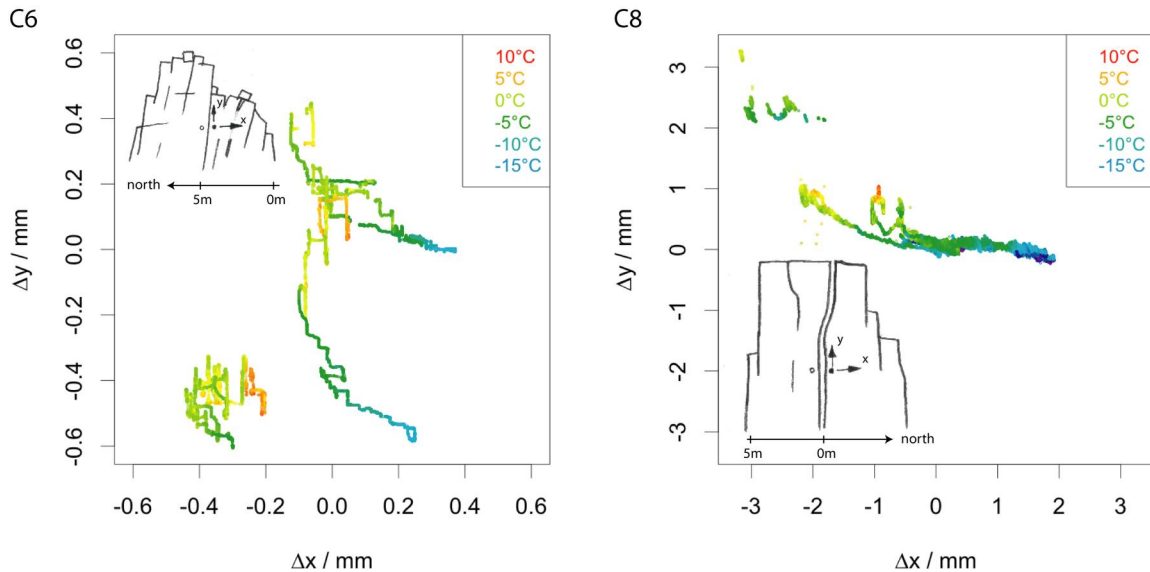 C6
0.6
0.4
0.2
0.0
-0.2
-0.4
-0.6
Δy / mm
-0.6 -0.4 -0.2 0.0 0.2 0.4 0.6
Δx / mm
10°C
5°C
0°C
-5°C
-10°C
-15°C
y
x
north
5m 0m
C8
3
2
1
0
-1
-2
-3
Δy / mm
-3 -2 -1 0 1 2 3
Δx / mm
10°C
5°C
0°C
-5°C
-10°C
-15°C
y
x
north
5m 0m